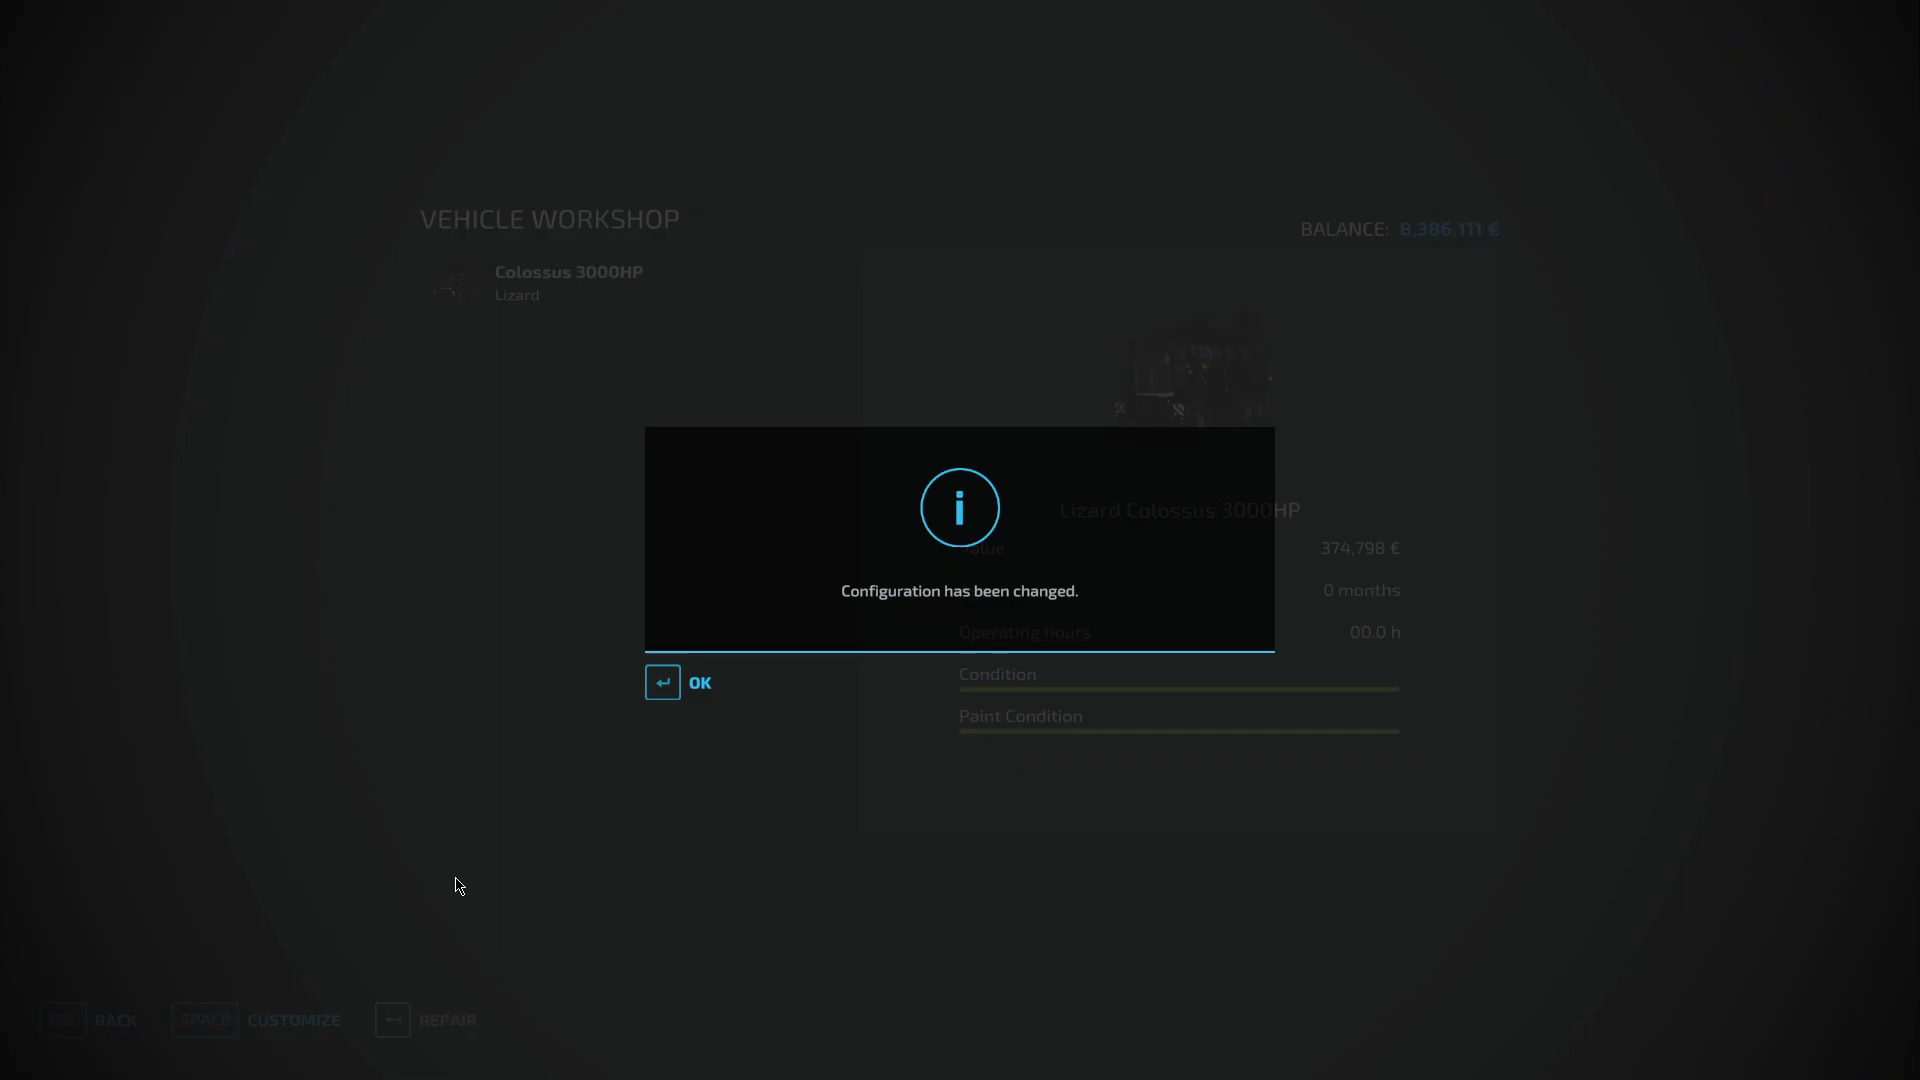 VEHICLE WORKSHOP
BALANCE: 8,386,111 €
Colossus 3000HP
Lizard
Lizard Colossus 3000HP
Value 374,798 €
0 months
Configuration has been changed.
Operating hours 00.0 h
Condition
OK
Paint Condition
ESC BACK SPACE CUSTOMIZE REPAIR